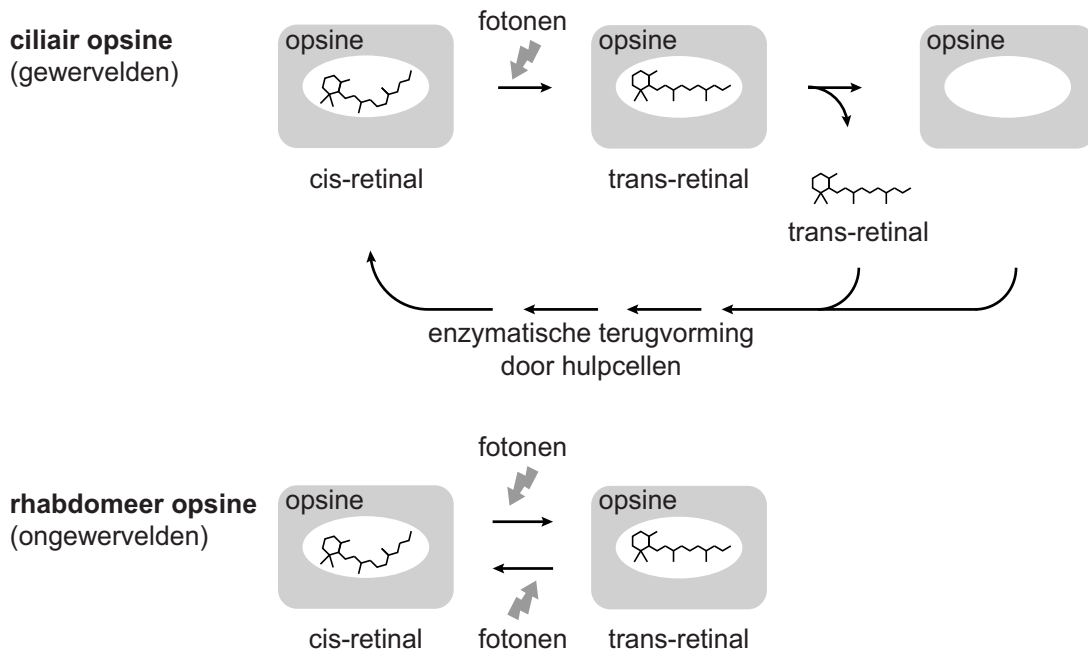 ciliair opsine
(gewervelden)
opsine
fotonen
opsine
opsine
cis-retinal
trans-retinal
trans-retinal
enzymatische terugvorming
door hulpcellen
rhabdomeer opsine
(ongewervelden)
opsine
fotonen
opsine
cis-retinal
fotonen
trans-retinal